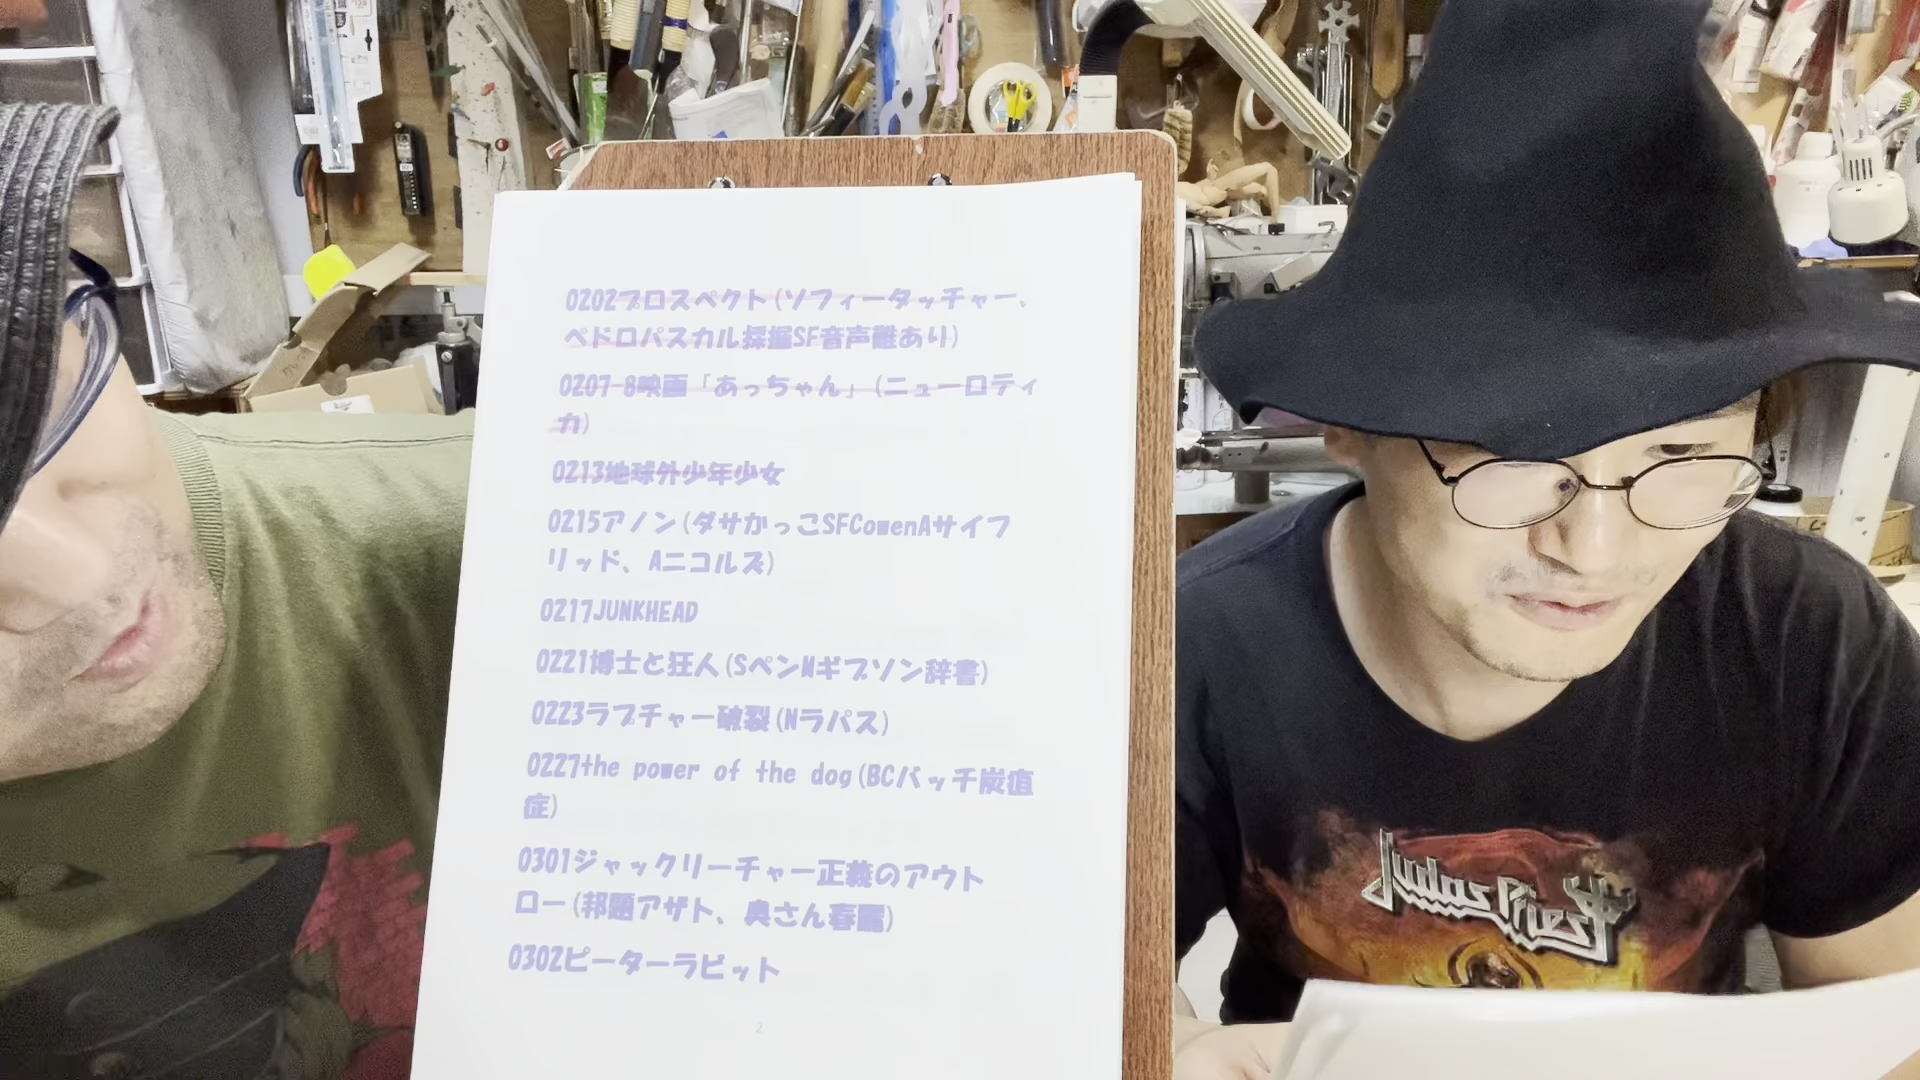 0202プロスペクト(ソフィータッチャー、
ペドロパスカル採掘SF音声難あり)
0207-8映画「あっちゃん」(ニューロティ
カ)
0213地球外少年少女
0215アノン(ダサかっこSFCowenAサイフ
リッド、Aニコルズ)
0217JUNKHEAD
0221博士と狂人(SペンMギブソン辞書)
0223ラプチャー破裂(Nラパス)
0227the power of the dog(BCバッチ炭疽
症)
0301ジャックリーチャー正義のアウト
ロー(邦題アザト、奥さん春麗)
0302ピーターラビット
2
Judas Priest